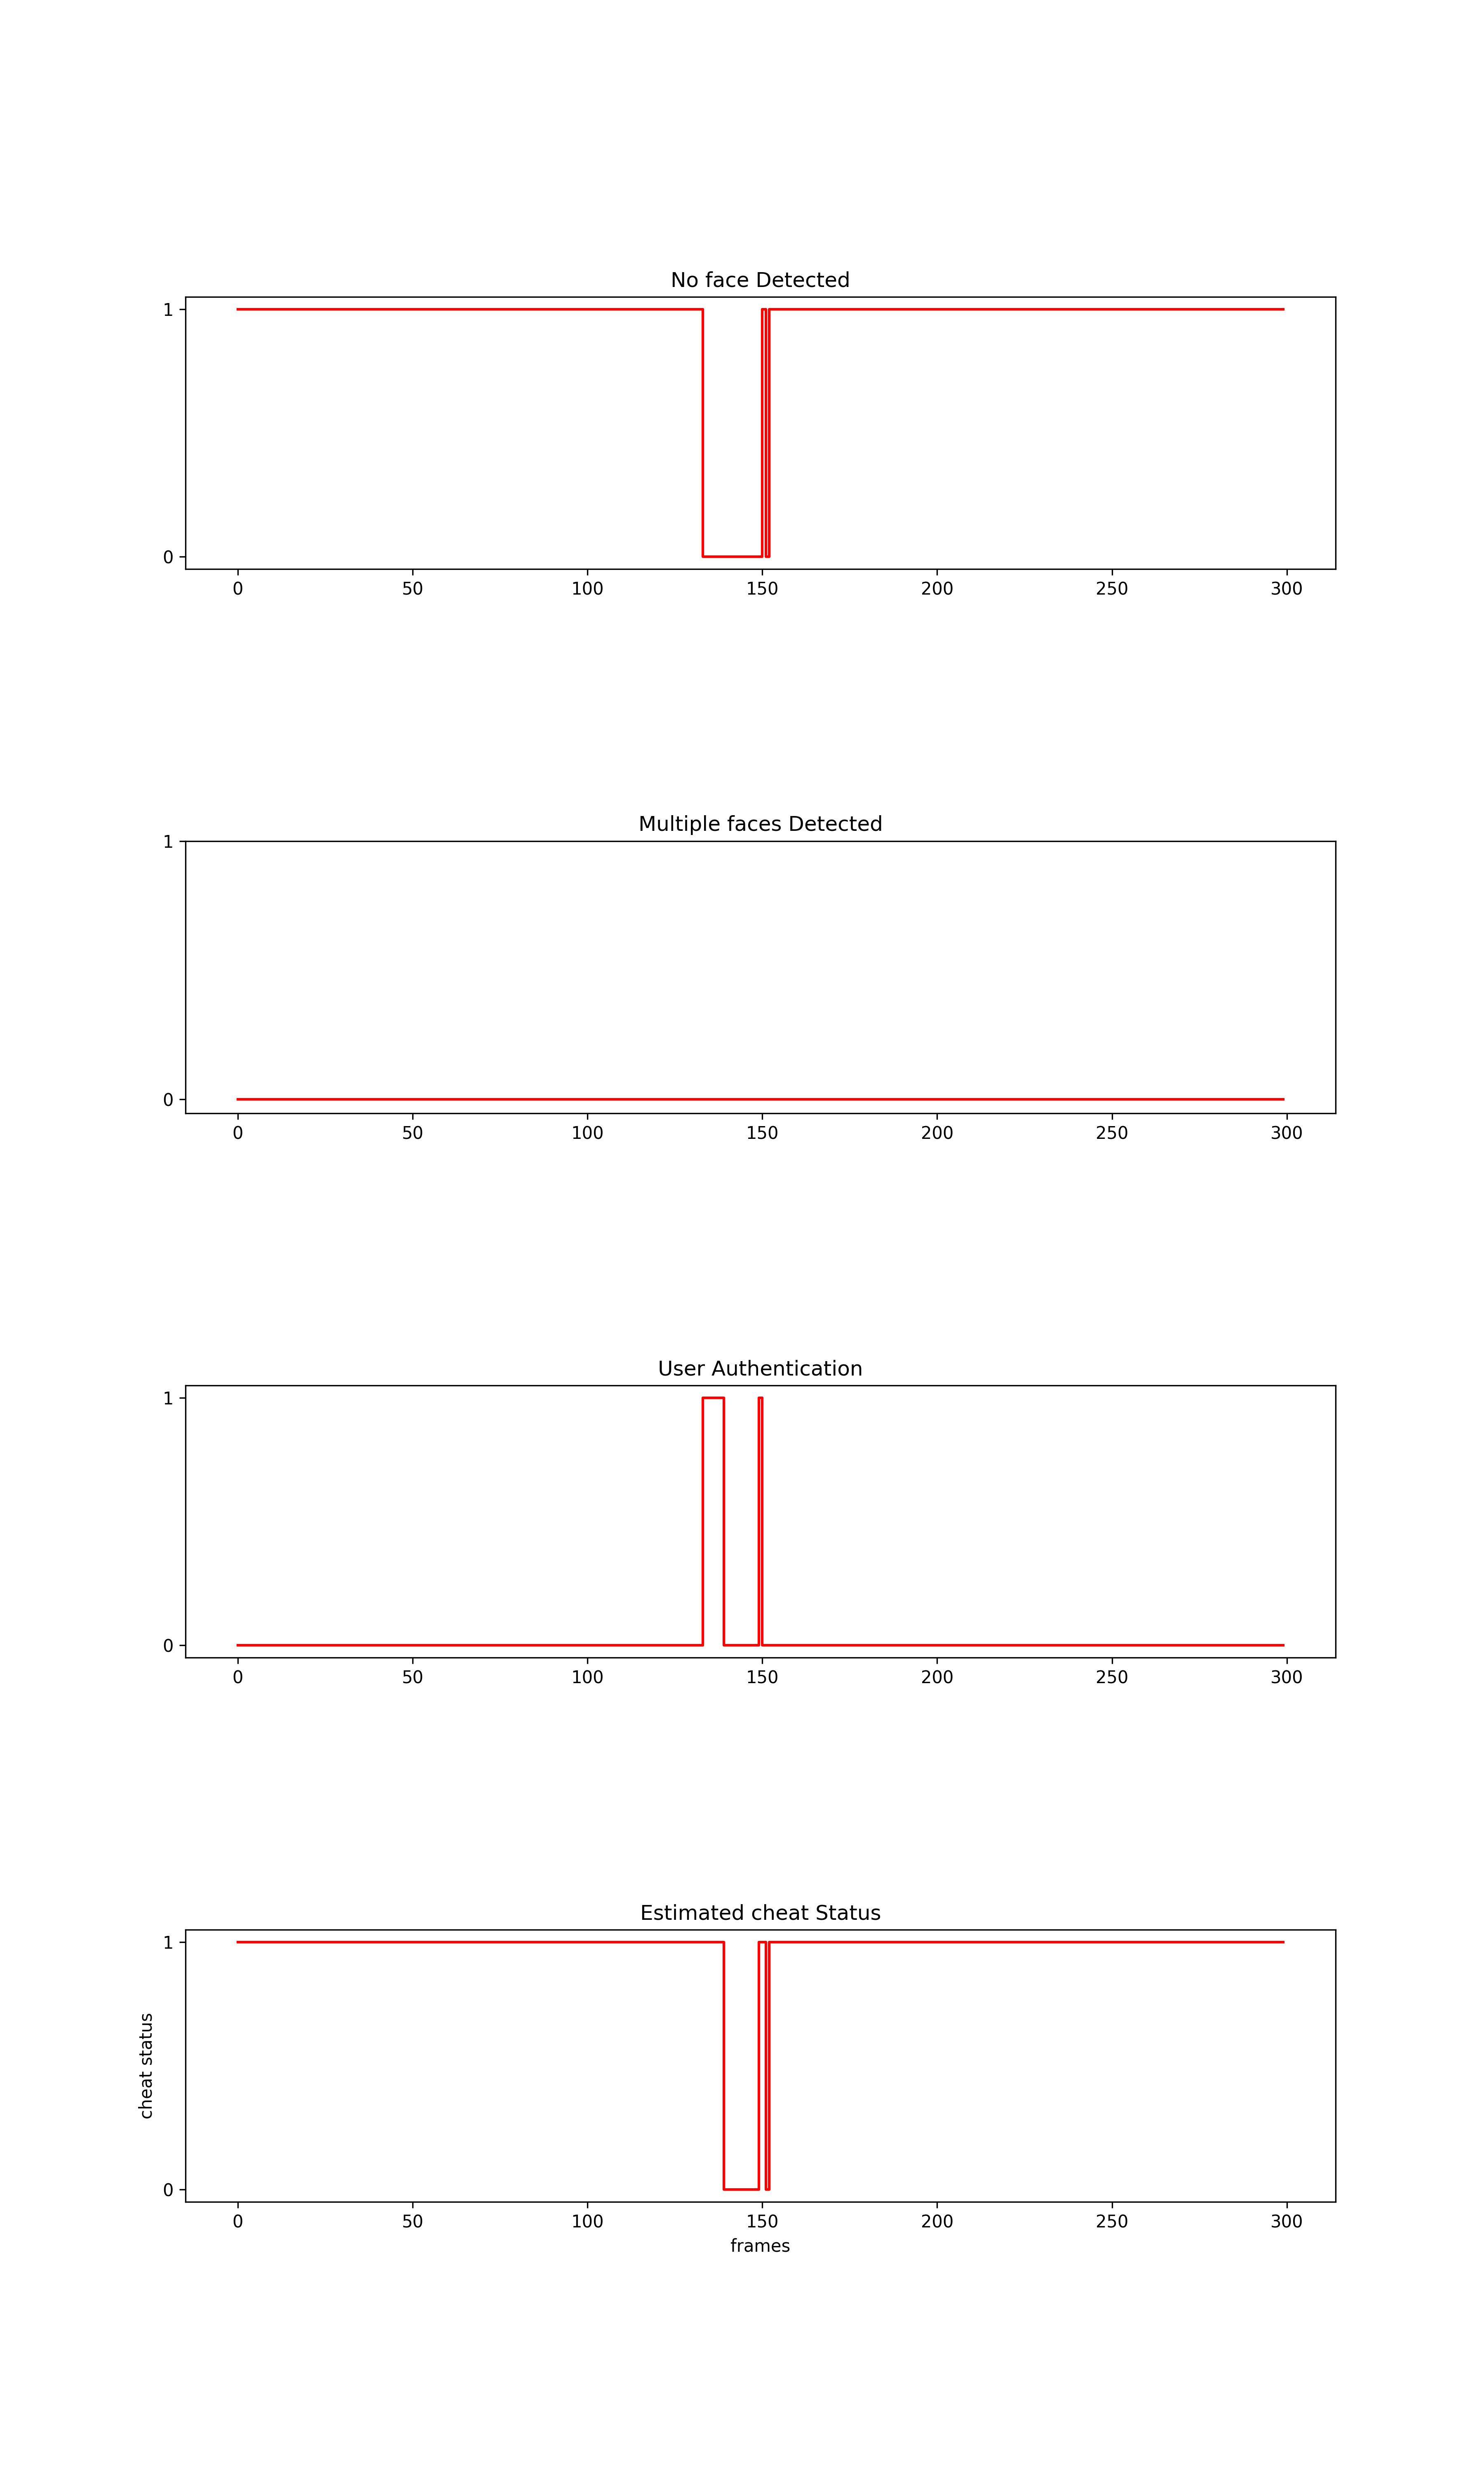 No face Detected
1
0
0 50 100 150 200 250 300
Multiple faces Detected
1
0
0 50 100 150 200 250 300
User Authentication
1
0
0 50 100 150 200 250 300
Estimated cheat Status
1
cheat status
0
0 50 100 150 200 250 300
frames